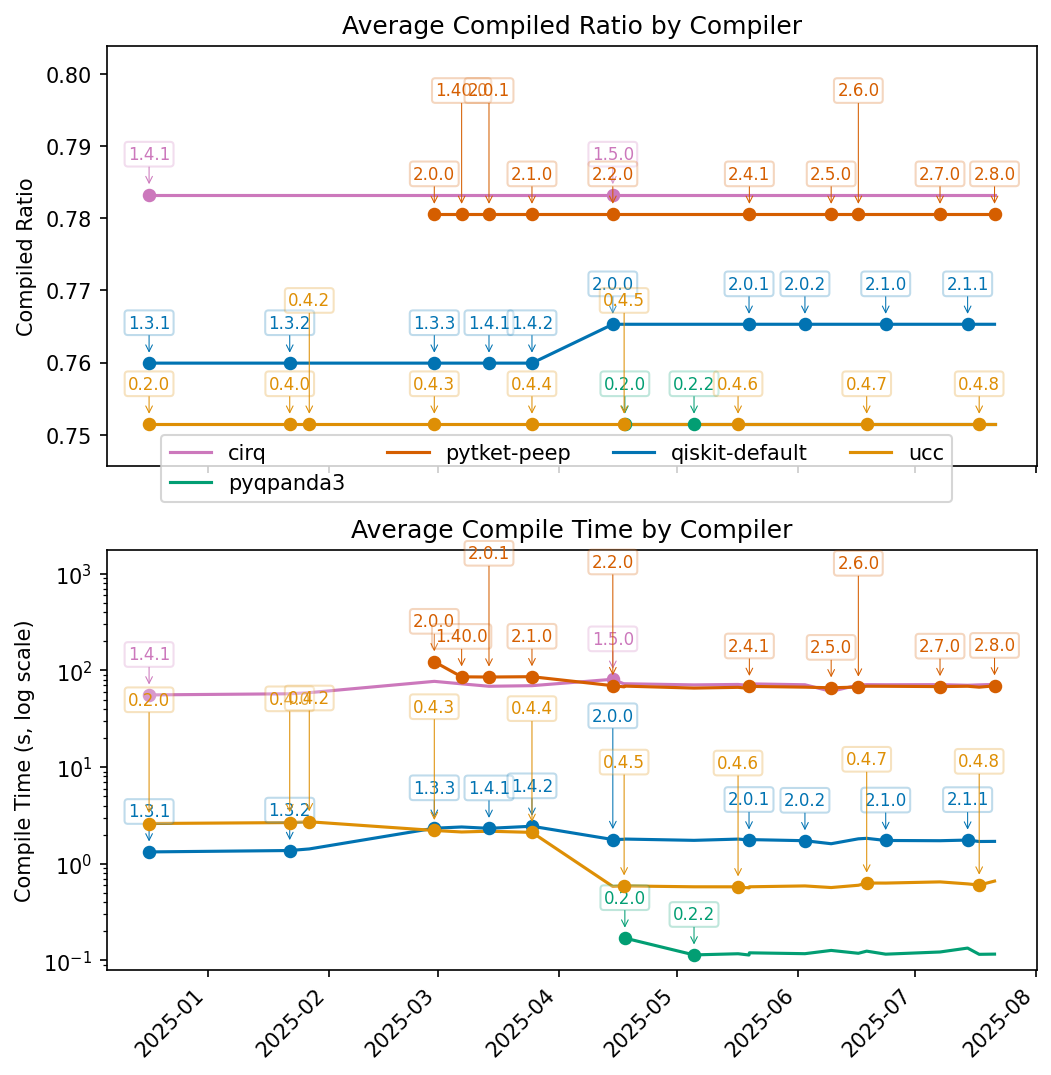 Average Compiled Ratio by Compiler
Compiled Ratio
0.80
0.79
0.78
0.77
0.76
0.75
1.40.0 2.0.1 2.6.0
1.4.1 1.5.0
2.0.0 2.1.0 2.2.0 2.4.1 2.5.0 2.7.0 2.8.0
2.0.0 2.0.1 2.0.2 2.1.0 2.1.1
0.4.2 0.4.5
1.3.1 1.3.2 1.3.3 1.4.1 1.4.2
0.2.0 0.4.0 0.4.3 0.4.4 0.2.0 0.2.2 0.4.6 0.4.7 0.4.8
cirq pytket-peep qiskit-default ucc
pyqpanda3
Average Compile Time by Compiler
Compile Time (s, log scale)
10³
10²
10¹
10⁰
10⁻¹
2.0.1 2.2.0 2.6.0
2.0.0
1.4.1 1.40.0 2.1.0 1.5.0 2.4.1 2.5.0 2.7.0 2.8.0
0.2.0 0.4.0 0.4.2 0.4.3 0.4.4 2.0.0
0.4.5 0.4.6 0.4.7 0.4.8
1.3.1 1.3.2 1.3.3 1.4.1 1.4.2 2.0.1 2.0.2 2.1.0 2.1.1
0.2.0 0.2.2
2025-01 2025-02 2025-03 2025-04 2025-05 2025-06 2025-07 2025-08